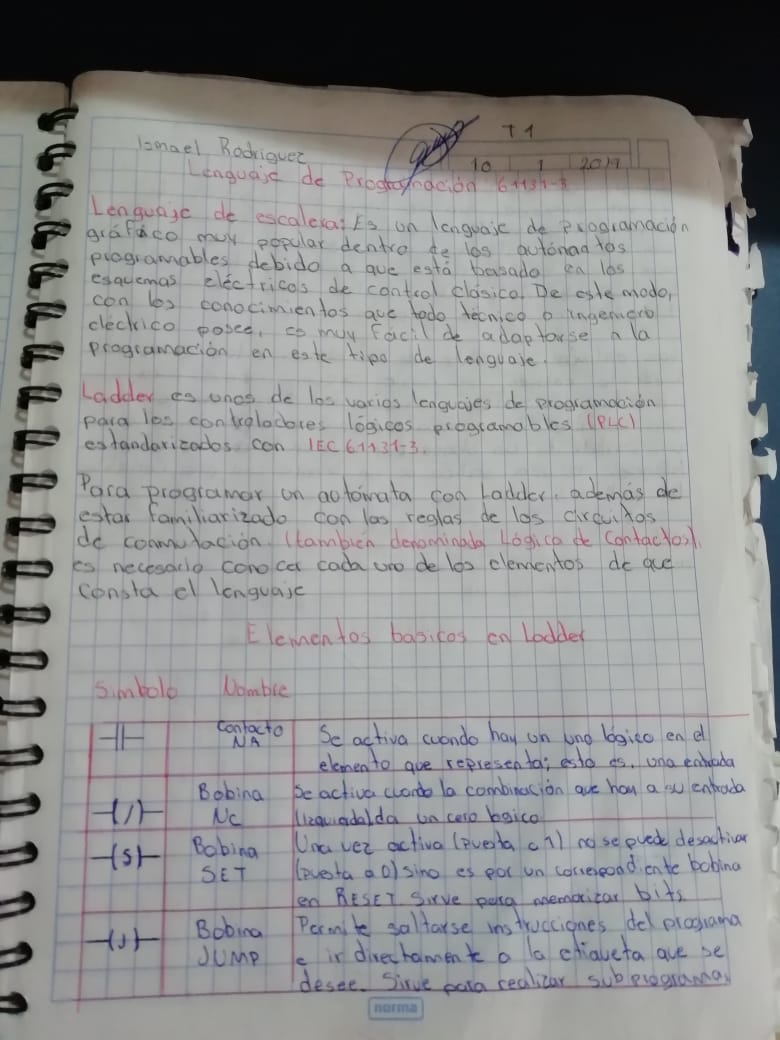 T1
Ismael Rodriguez
10 1 2019
Lenguaje de Programación 61131-3
Lenguaje de escalera: Es un lenguaje de programación
gráfico muy popular dentro de los autómatas
programables debido a que está basado en los
esquemas eléctricos de control clásico. De este modo,
con los conocimientos que todo técnico o ingeniero
eléctrico posee, es muy fácil de adaptarse a la
programación en este tipo de lenguaje.
Ladder es unos de los varios lenguajes de programación
para los controladores lógicos programables (PLC)
estandarizados con IEC 61131-3.
Para programar un autómata con Ladder, además de
estar familiarizado con las reglas de los circuitos
de conmutación, (también denominada Lógica de Contactos),
es necesario conocer cada uno de los elementos de que
consta el lenguaje
Elementos basicos en Ladder
Simbolo Nombre
Contacto NA Se activa cuando hay un uno lógico en el
elemento que representa; esto es, una entrada
Bobina NC Se activa cuando la combinación que hay a su entrada
(izquierda) da un cero logico
Bobina SET Una vez activa (puesta a 1) no se puede desactivar
(S) (puesta a 0) sino es por un correspondiente bobina
en RESET Sirve para memorizar bits
Bobina JUMP Permite saltarse instrucciones del programa
(J) e ir directamente a la etiqueta que se
desee. Sirve para realizar subprogramas
norma